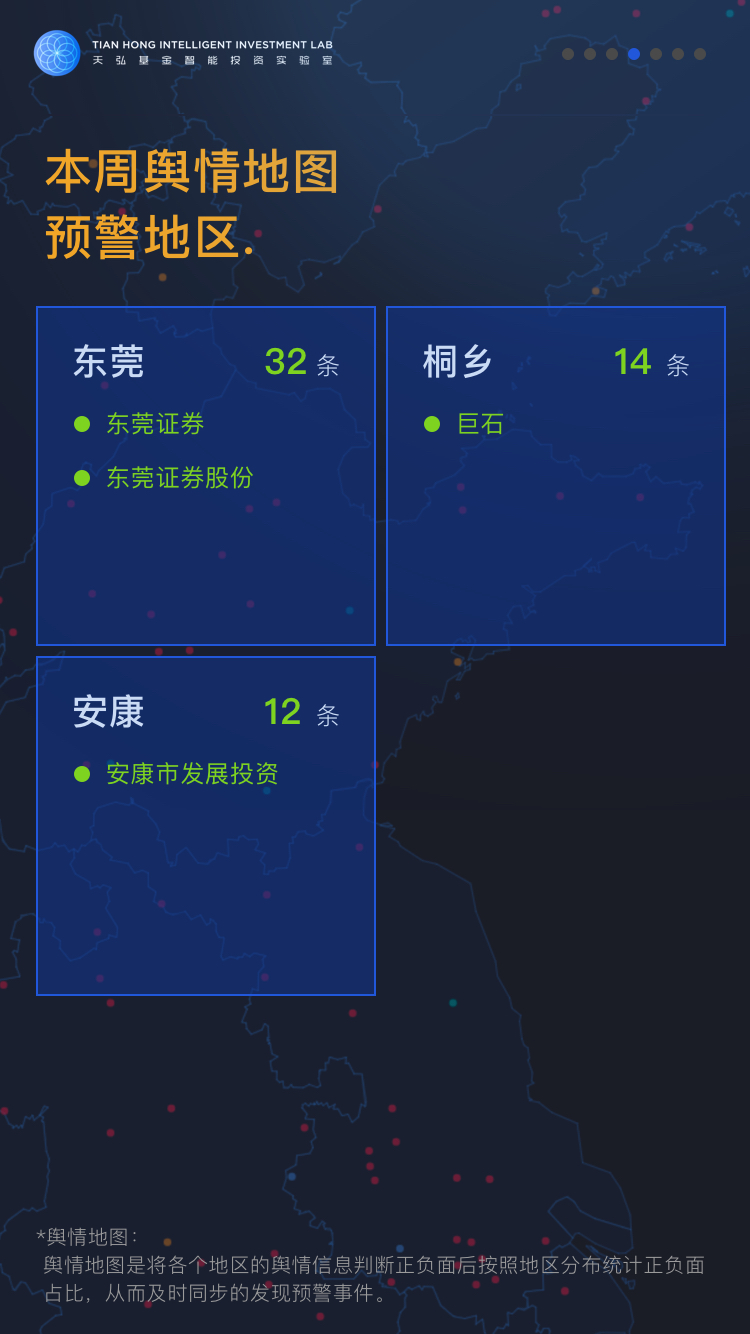 TIAN HONG INTELLIGENT INVESTMENT LAB
天弘基金智能投资实验室
本周舆情地图
预警地区.
东莞 32 条
东莞证券
东莞证券股份
桐乡 14 条
巨石
安康 12 条
安康市发展投资
*舆情地图:
舆情地图是将各个地区的舆情信息判断正负面后按照地区分布统计正负面
占比，从而及时同步的发现预警事件。